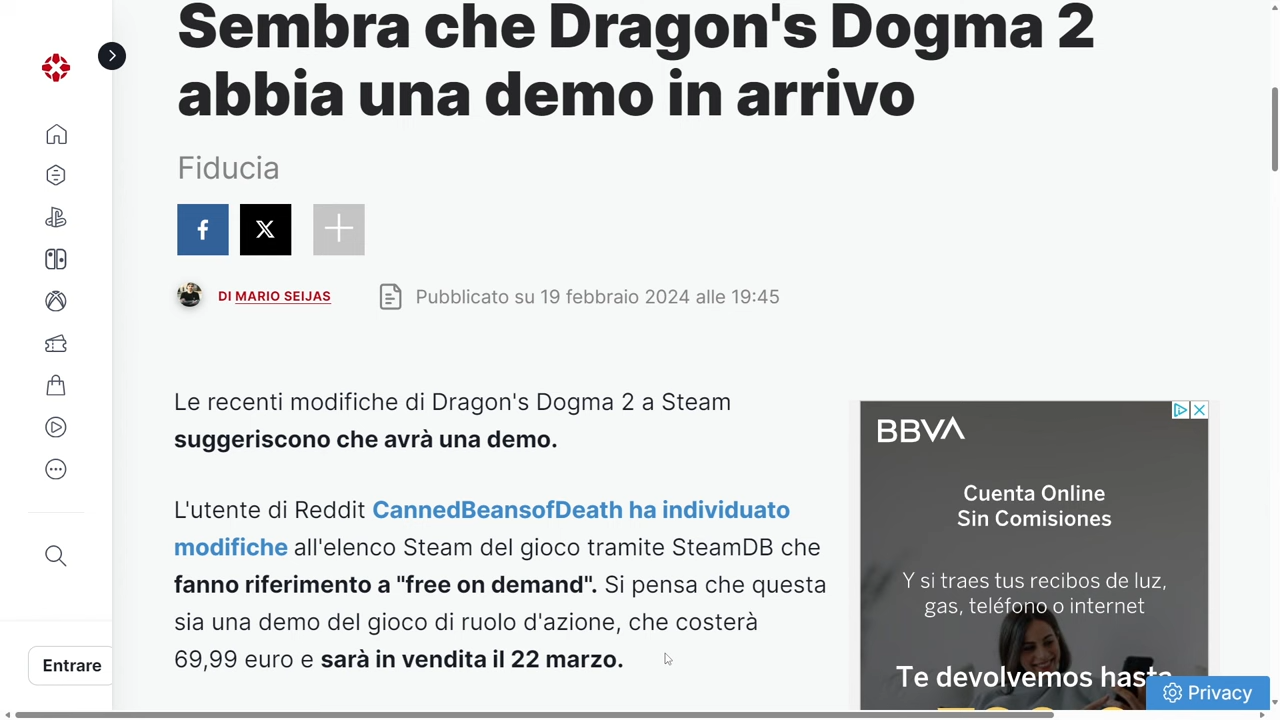 Sembra che Dragon's Dogma 2
abbia una demo in arrivo
Fiducia
DI MARIO SEIJAS
Pubblicato su 19 febbraio 2024 alle 19:45
Le recenti modifiche di Dragon's Dogma 2 a Steam
suggeriscono che avrà una demo.
L'utente di Reddit CannedBeansofDeath ha individuato
modifiche all'elenco Steam del gioco tramite SteamDB che
fanno riferimento a "free on demand". Si pensa che questa
sia una demo del gioco di ruolo d'azione, che costerà
69,99 euro e sarà in vendita il 22 marzo.
BBVA
Cuenta Online
Sin Comisiones
Y si traes tus recibos de luz,
gas, teléfono o internet
Te devolvemos hasta
Entrare
Privacy